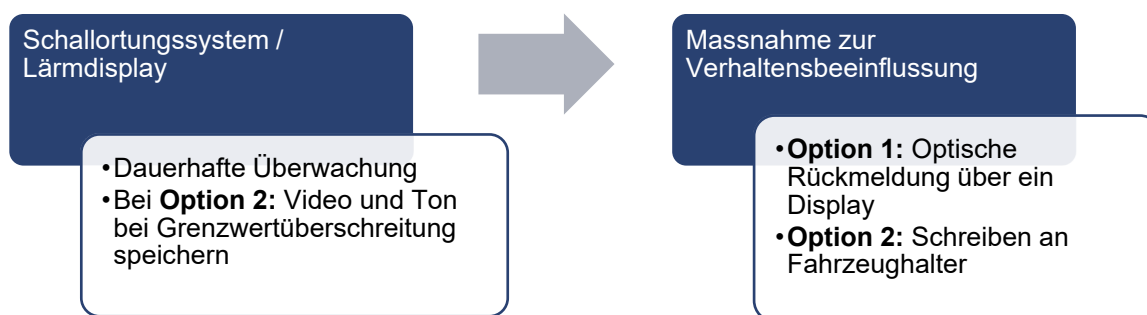 Schallortungssystem /
Lärmdisplay
•Dauerhafte Überwachung
•Bei Option 2: Video und Ton
bei Grenzwertüberschreitung
speichern
Massnahme zur
Verhaltensbeeinflussung
•Option 1: Optische
Rückmeldung über ein
Display
•Option 2: Schreiben an
Fahrzeughalter